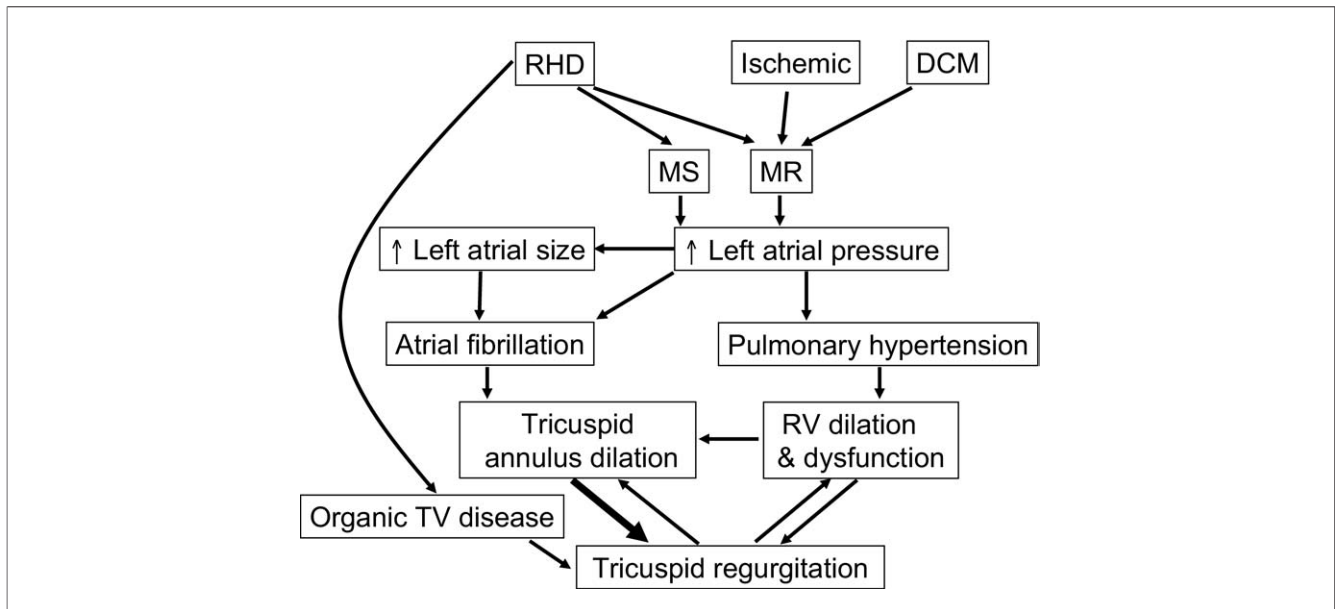 RHD
Ischemic
DCM
MS
MR
↑ Left atrial size
↑ Left atrial pressure
Atrial fibrillation
Pulmonary hypertension
Tricuspid
annulus dilation
RV dilation
& dysfunction
Organic TV disease
Tricuspid regurgitation